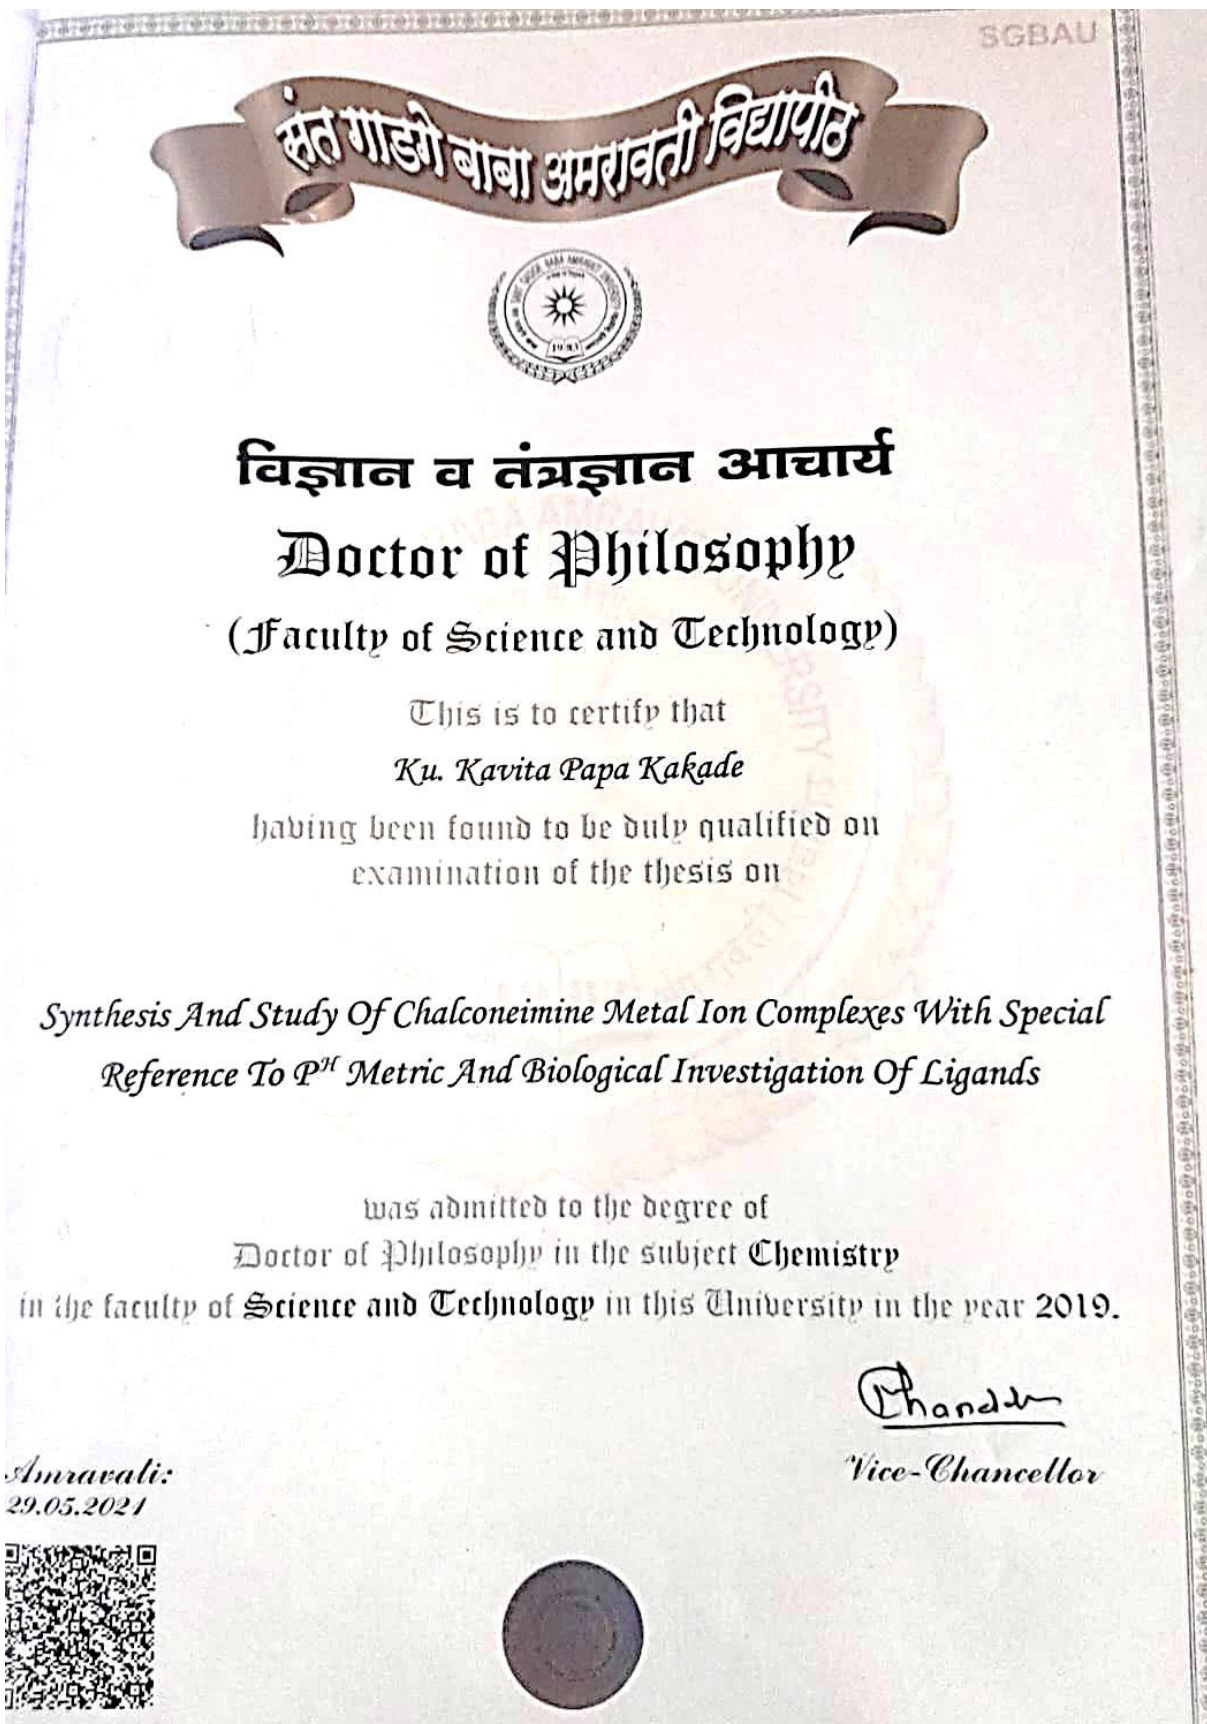 SGBAU
संत गाडगे बाबा अमरावती विद्यापीठ
विज्ञान व तंत्रज्ञान आचार्य
Doctor of Philosophy
(Faculty of Science and Technology)
This is to certify that
Ku. Kavita Papa Kakade
having been found to be duly qualified on
examination of the thesis on
Synthesis And Study Of Chalconeimine Metal Ion Complexes With Special
Reference To Pᴴ Metric And Biological Investigation Of Ligands
was admitted to the degree of
Doctor of Philosophy in the subject Chemistry
in the faculty of Science and Technology in this University in the year 2019.
Vice-Chancellor
Amravati:
29.05.2021